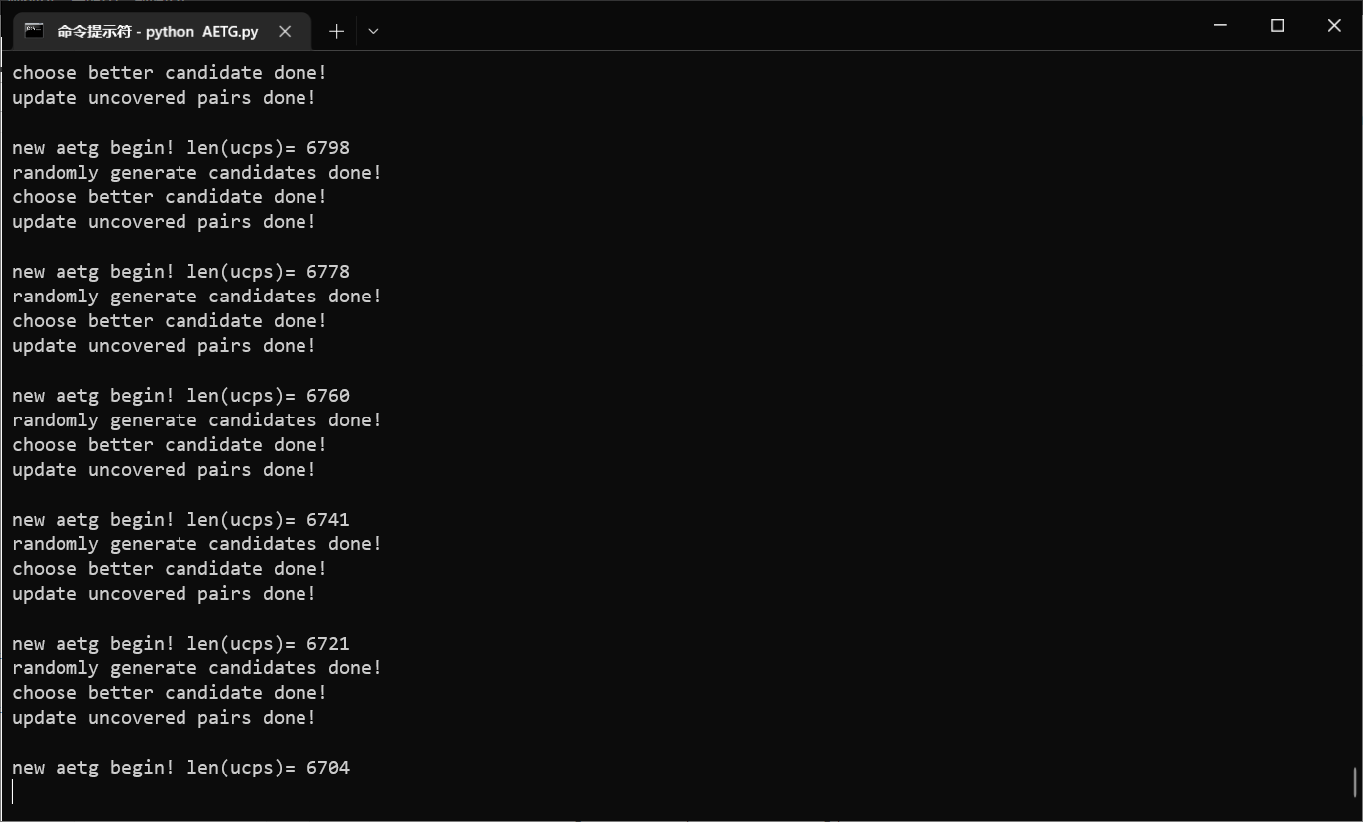 命令提示符 - python  AETG.py
choose better candidate done!
update uncovered pairs done!
new aetg begin! len(ucps)= 6798
randomly generate candidates done!
choose better candidate done!
update uncovered pairs done!
new aetg begin! len(ucps)= 6778
randomly generate candidates done!
choose better candidate done!
update uncovered pairs done!
new aetg begin! len(ucps)= 6760
randomly generate candidates done!
choose better candidate done!
update uncovered pairs done!
new aetg begin! len(ucps)= 6741
randomly generate candidates done!
choose better candidate done!
update uncovered pairs done!
new aetg begin! len(ucps)= 6721
randomly generate candidates done!
choose better candidate done!
update uncovered pairs done!
new aetg begin! len(ucps)= 6704